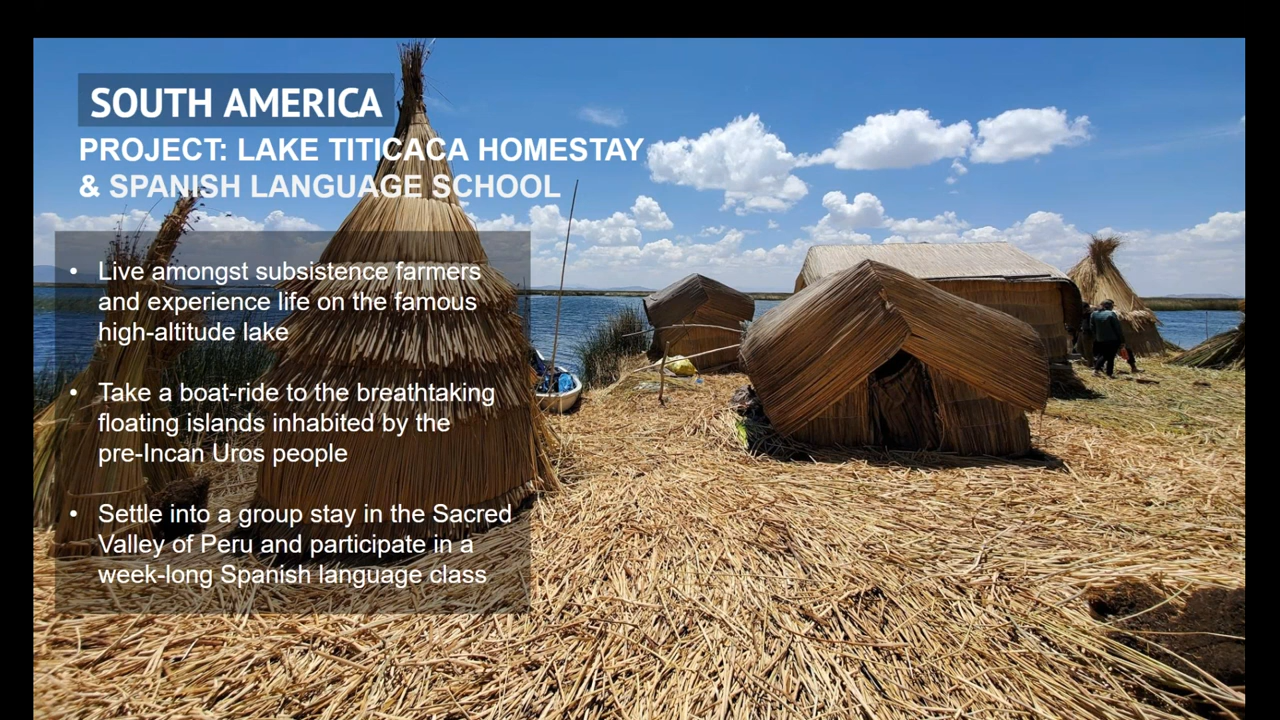 SOUTH AMERICA
PROJECT: LAKE TITICACA HOMESTAY
& SPANISH LANGUAGE SCHOOL
• Live amongst subsistence farmers
and experience life on the famous
high-altitude lake
• Take a boat-ride to the breathtaking
floating islands inhabited by the
pre-Incan Uros people
• Settle into a group stay in the Sacred
Valley of Peru and participate in a
week-long Spanish language class